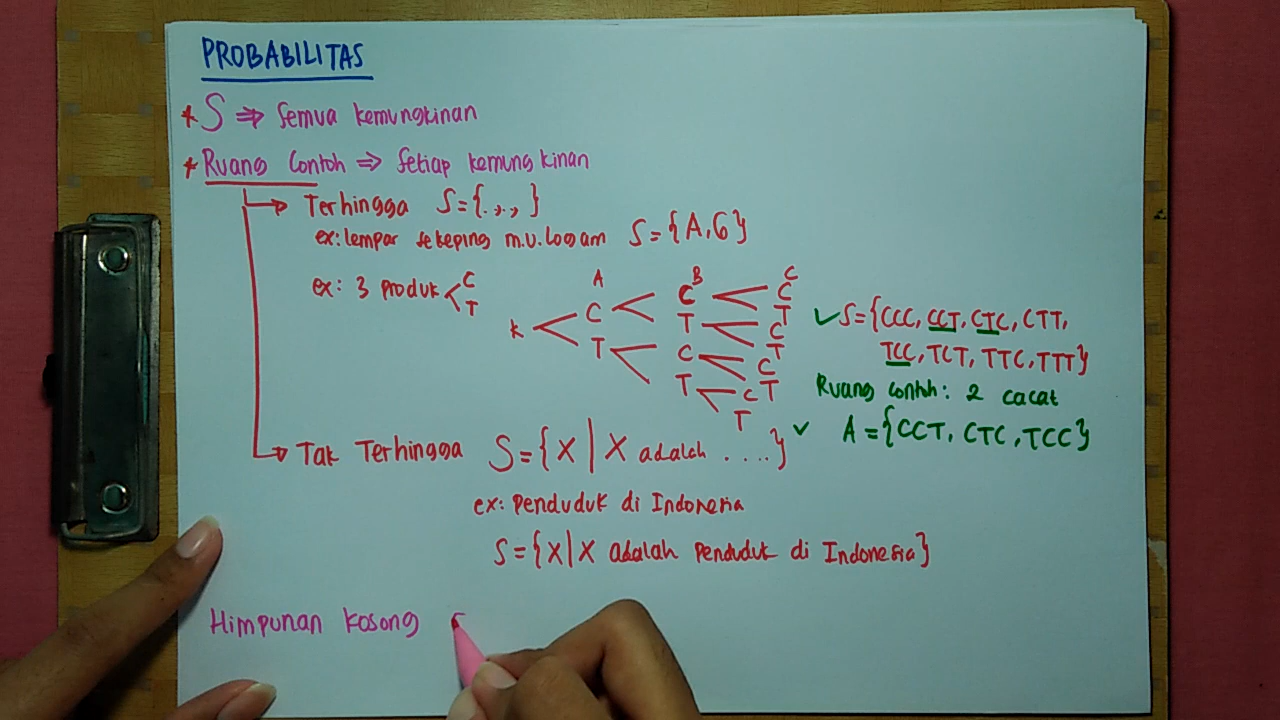 PROBABILITAS
* S ⇒ Semua kemungkinan
* Ruang Contoh ⇒ Setiap kemungkinan
→ Terhingga S={.,.,}
ex: lempar sekeping m.u.logam S={A,G}
ex: 3 produk < C
T
A B C
K C C C
T
T C
T
T C C
T
T C
T
✓ S={CCC, CCT, CTC, CTT,
TCC, TCT, TTC, TTT}
Ruang contoh: 2 cacat
✓ A={CCT, CTC, TCC}
→ Tak Terhingga S={X|X adalah ....}
ex: Penduduk di Indonesia
S={X|X adalah Penduduk di Indonesia}
Himpunan kosong